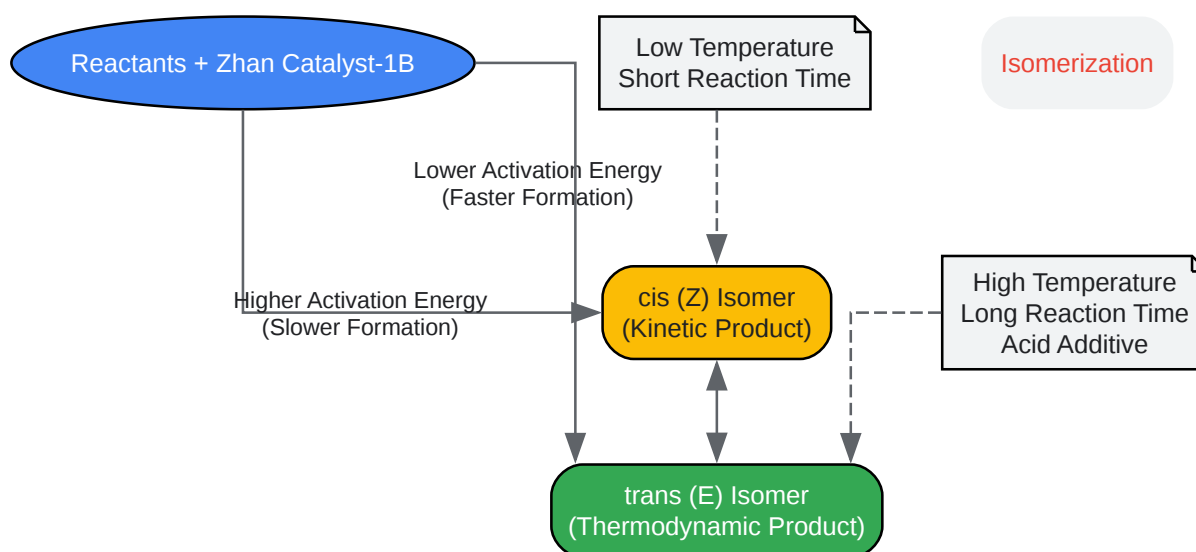 Reactants + Zhan Catalyst-1B
Low Temperature
Short Reaction Time
Isomerization
Lower Activation Energy
(Faster Formation)
Higher Activation Energy
(Slower Formation)
cis (Z) Isomer
(Kinetic Product)
High Temperature
Long Reaction Time
Acid Additive
trans (E) Isomer
(Thermodynamic Product)